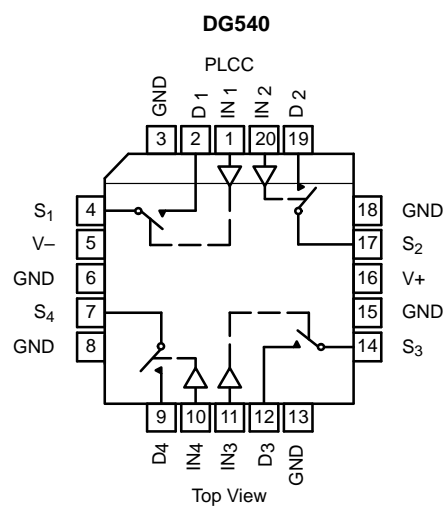 DG540
PLCC
GND D1 IN1 IN2 D2
3 2 1 20 19
S1 4 18 GND
V– 5 17 S2
GND 6 16 V+
S4 7 15 GND
GND 8 14 S3
9 10 11 12 13
D4 IN4 IN3 D3 GND
Top View